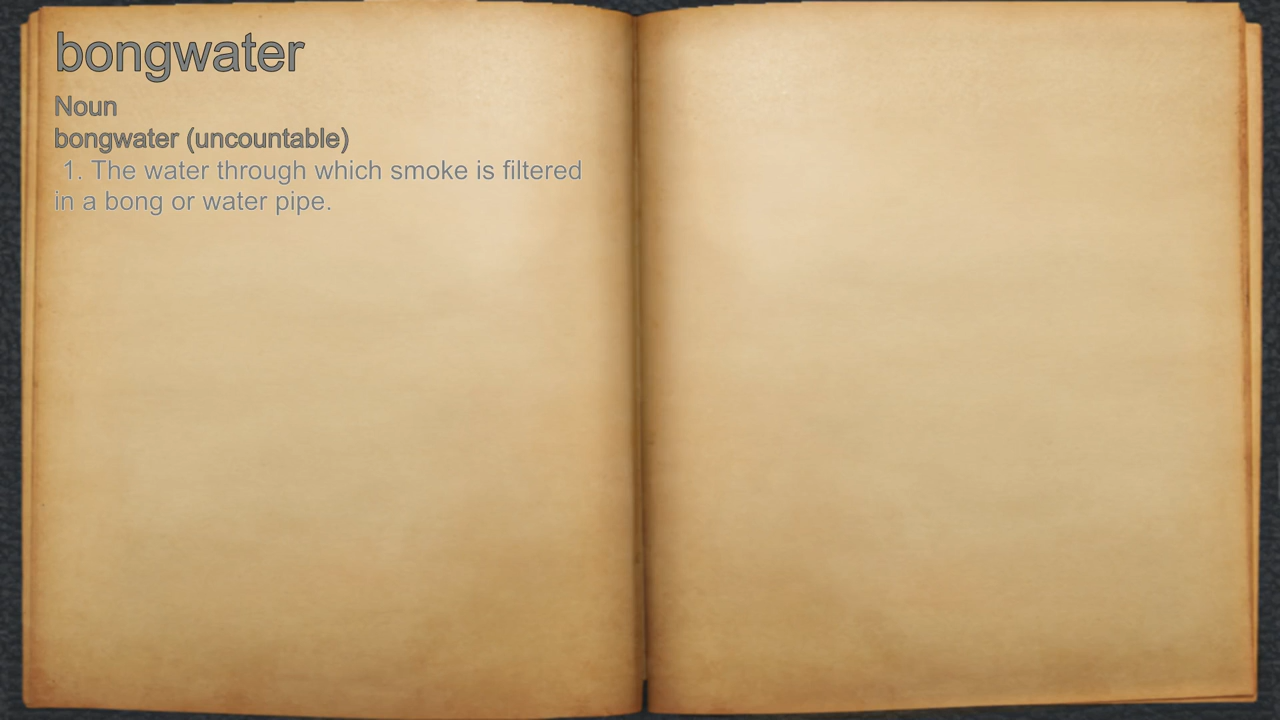 bongwater
Noun
bongwater (uncountable)
1. The water through which smoke is filtered
in a bong or water pipe.